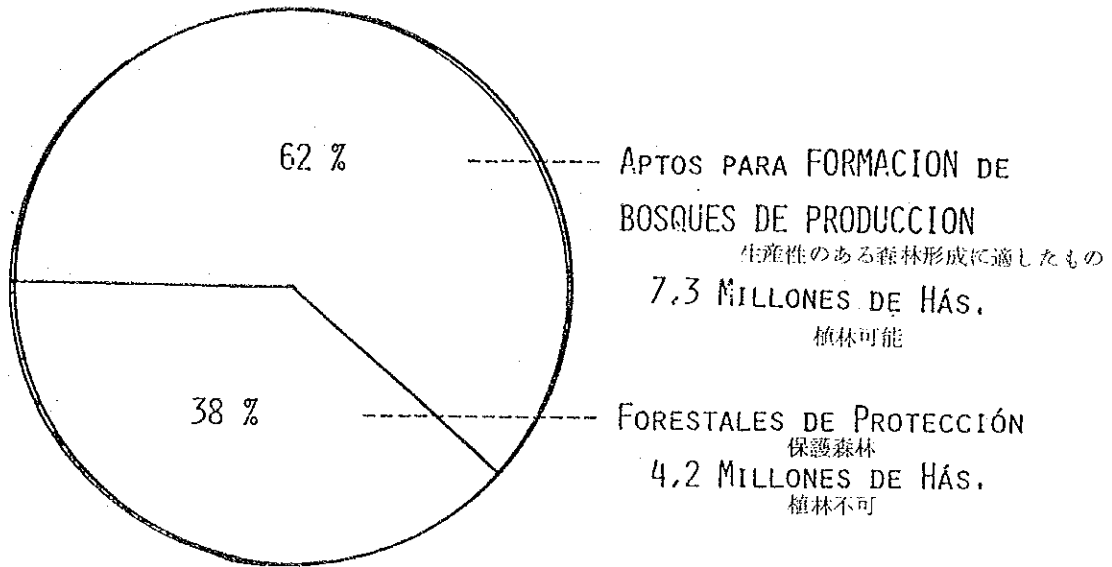 62 %
APTOS PARA FORMACION DE
BOSQUES DE PRODUCCION
生産性のある森林形成に適したもの
7,3 MILLONES DE HÁS.
植林可能
38 %
FORESTALES DE PROTECCIÓN
保護森林
4,2 MILLONES DE HÁS.
植林不可